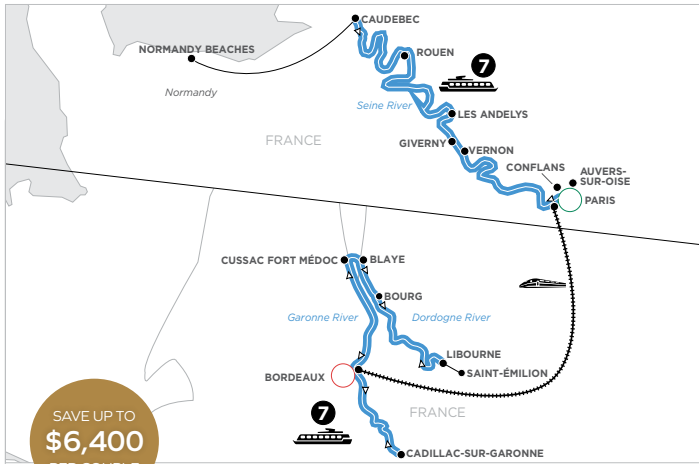 CAUDEBEC
NORMANDY BEACHES
ROUEN
7
Normandy
Seine River
LES ANDELYS
FRANCE
GIVERNY
VERNON
CONFLANS
AUVERS-
SUR-OISE
PARIS
CUSSAC FORT MÉDOC
BLAYE
BOURG
Garonne River
Dordogne River
LIBOURNE
SAINT-ÉMILION
BORDEAUX
FRANCE
7
SAVE UP TO
$6,400
PER COUPLE
CADILLAC-SUR-GARONNE